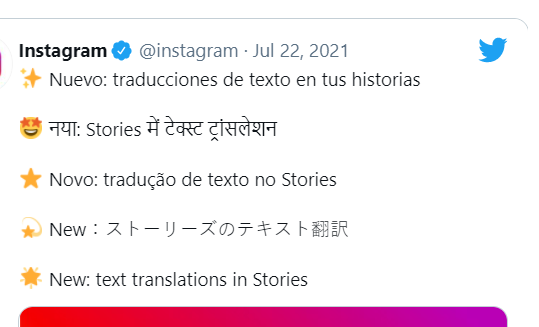 Instagram @instagram · Jul 22, 2021
✨ Nuevo: traducciones de texto en tus historias
🤩 नया: Stories में टेक्स्ट ट्रांसलेशन
⭐ Novo: tradução de texto no Stories
💫 New：ストーリーズのテキスト翻訳
🌟 New: text translations in Stories